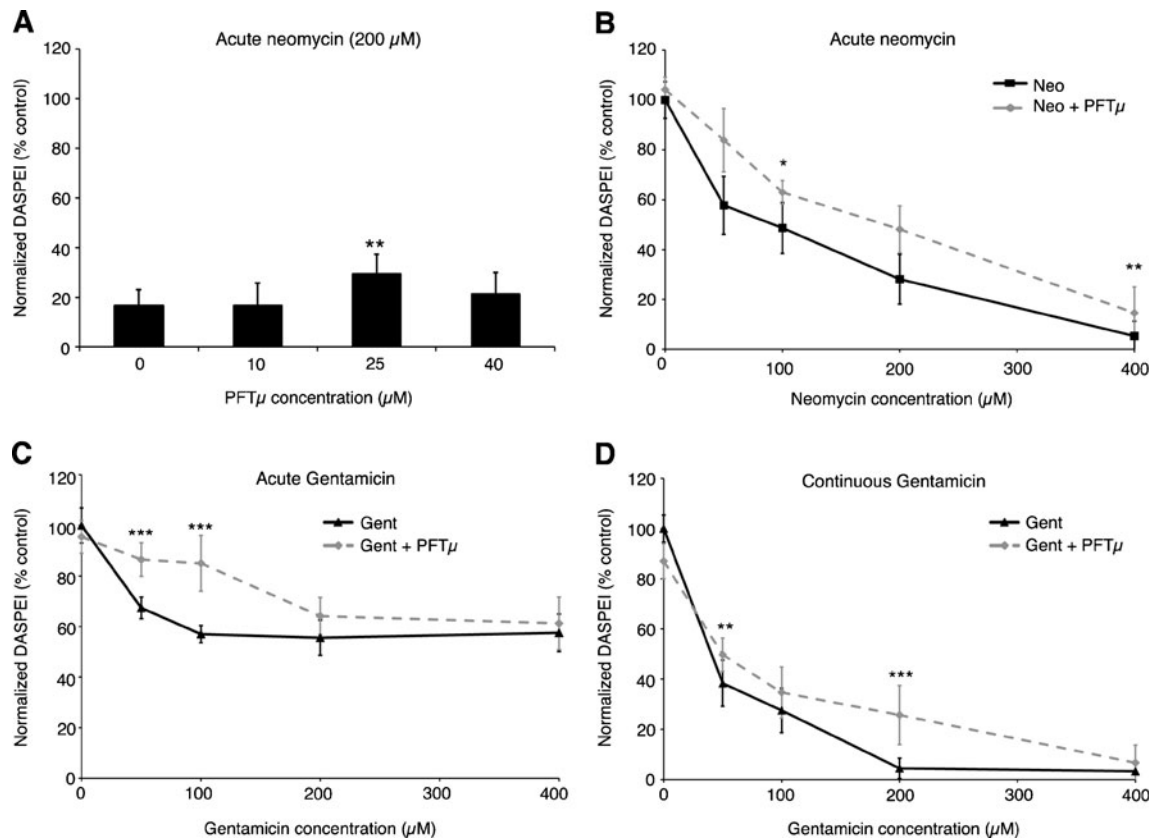 A
Acute neomycin (200 µM)
Normalized DASPEI (% control)
120
100
80
60
40
20
0
**
0 10 25 40
PFTµ concentration (µM)
B
Acute neomycin
Normalized DASPEI (% control)
120
100
80
60
40
20
0
Neo
Neo + PFTµ
*
**
0 100 200 300 400
Neomycin concentration (µM)
C
Acute Gentamicin
Normalized DASPEI (% control)
120
100
80
60
40
20
0
*** ***
Gent
Gent + PFTµ
0 100 200 300 400
Gentamicin concentration (µM)
D
Continuous Gentamicin
Normalized DASPEI (% control)
120
100
80
60
40
20
0
Gent
Gent + PFTµ
**
***
0 100 200 300 400
Gentamicin concentration (µM)